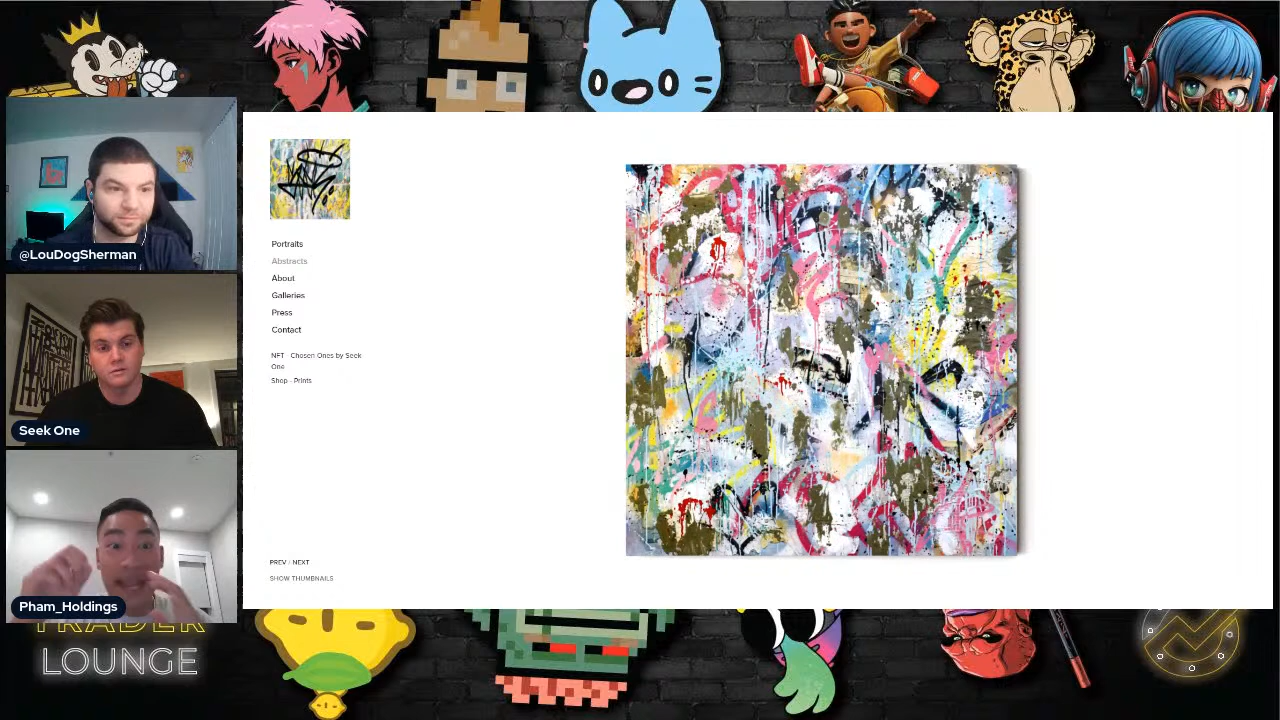 @LouDogSherman
Seek One
Pham_Holdings
TRADER
LOUNGE
Portraits
Abstracts
About
Galleries
Press
Contact
NFT - Chosen Ones by Seek
One
Shop - Prints
PREV / NEXT
SHOW THUMBNAILS